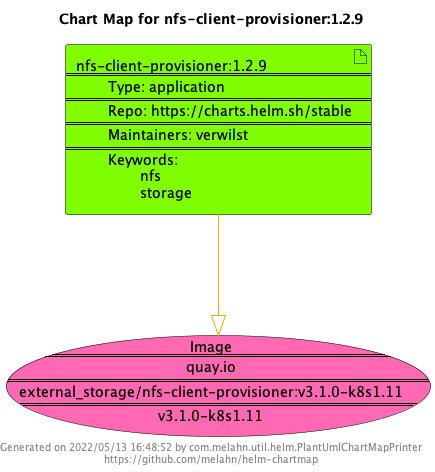 Chart Map for nfs-client-provisioner:1.2.9
nfs-client-provisioner:1.2.9
Type: application
Repo: https://charts.helm.sh/stable
Maintainers: verwilst
Keywords:
nfs
storage
Image
quay.io
external_storage/nfs-client-provisioner:v3.1.0-k8s1.11
v3.1.0-k8s1.11
Generated on 2022/05/13 16:48:52 by com.melahn.util.helm.PlantUmlChartMapPrinter
https://github.com/melahn/helm-chartmap